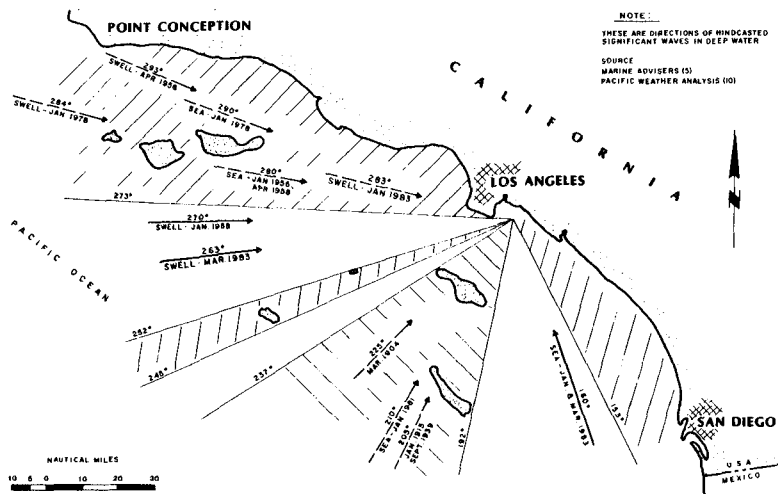 POINT CONCEPTION
NOTE:
THESE ARE DIRECTIONS OF HINDCASTED
SIGNIFICANT WAVES IN DEEP WATER
SOURCE
MARINE ADVISERS (5)
PACIFIC WEATHER ANALYSIS (10)
CALIFORNIA
293°
SWELL-APR 1958
284°
SWELL-JAN 1978
290°
SEA-JAN 1978
280°
SEA-JAN 1956,
APR 1958
283°
SWELL-JAN 1983
LOS ANGELES
N
273°
270°
SWELL-JAN. 1958
263°
SWELL-MAR. 1983
PACIFIC OCEAN
252°
245°
237°
225°
MAR. 1904
210°
SEA-JAN 1981
205°
JAN 1915
SEPT. 1939
192°
160°
SEA-JAN & MAR 1983
153°
SAN DIEGO
USA
MEXICO
NAUTICAL MILES
10 5 0 10 20 30